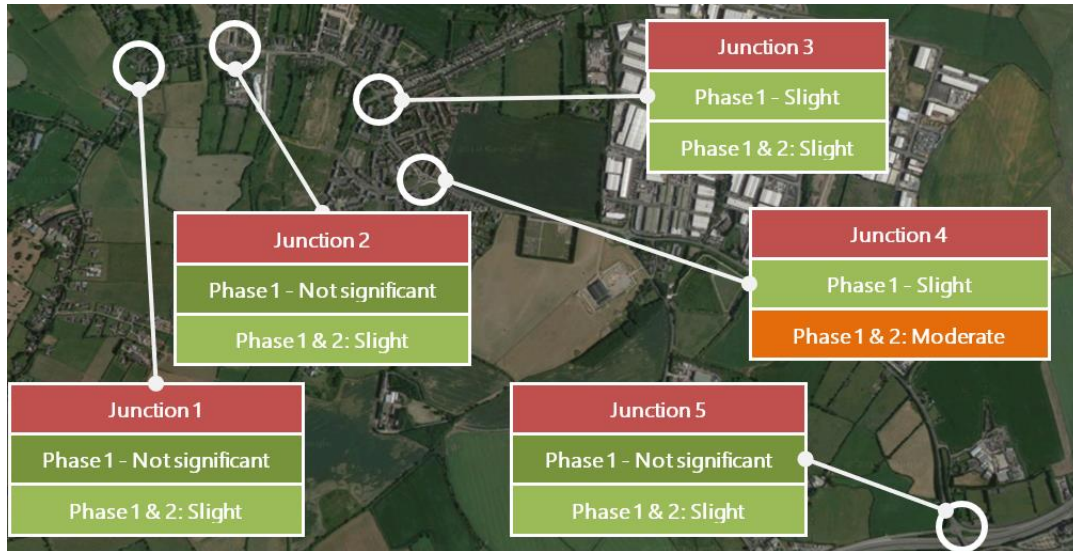 Junction 3
Phase 1 - Slight
Phase 1 & 2: Slight
Junction 2
Phase 1 - Not significant
Phase 1 & 2: Slight
Junction 4
Phase 1 - Slight
Phase 1 & 2: Moderate
Junction 1
Phase 1 - Not significant
Phase 1 & 2: Slight
Junction 5
Phase 1 - Not significant
Phase 1 & 2: Slight